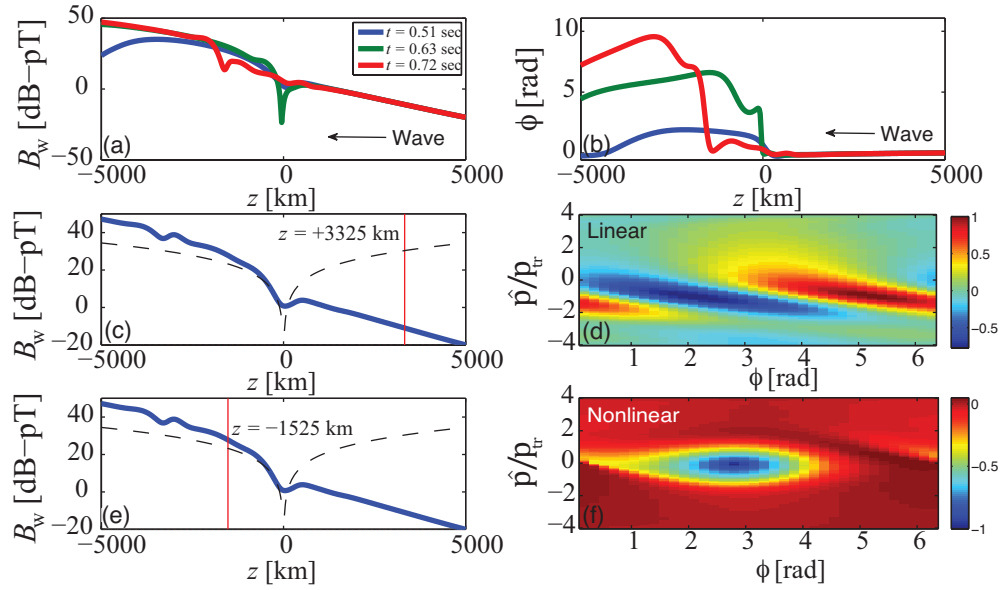 50
0
−50
B_w [dB−pT]
(a)
t = 0.51 sec
t = 0.63 sec
t = 0.72 sec
Wave
−5000 0 5000
z [km]
10
5
0
ϕ [rad]
(b)
Wave
−5000 0 5000
z [km]
40
20
0
−20
B_w [dB−pT]
(c)
z = +3325 km
−5000 0 5000
z [km]
4
2
0
−2
−4
p̂/p_tr
Linear
(d)
1 2 3 4 5 6
ϕ [rad]
0.5
0
−0.5
40
20
0
−20
B_w [dB−pT]
(e)
z = −1525 km
−5000 0 5000
z [km]
4
2
0
−2
−4
p̂/p_tr
Nonlinear
(f)
1 2 3 4 5 6
ϕ [rad]
0
−0.5
−1